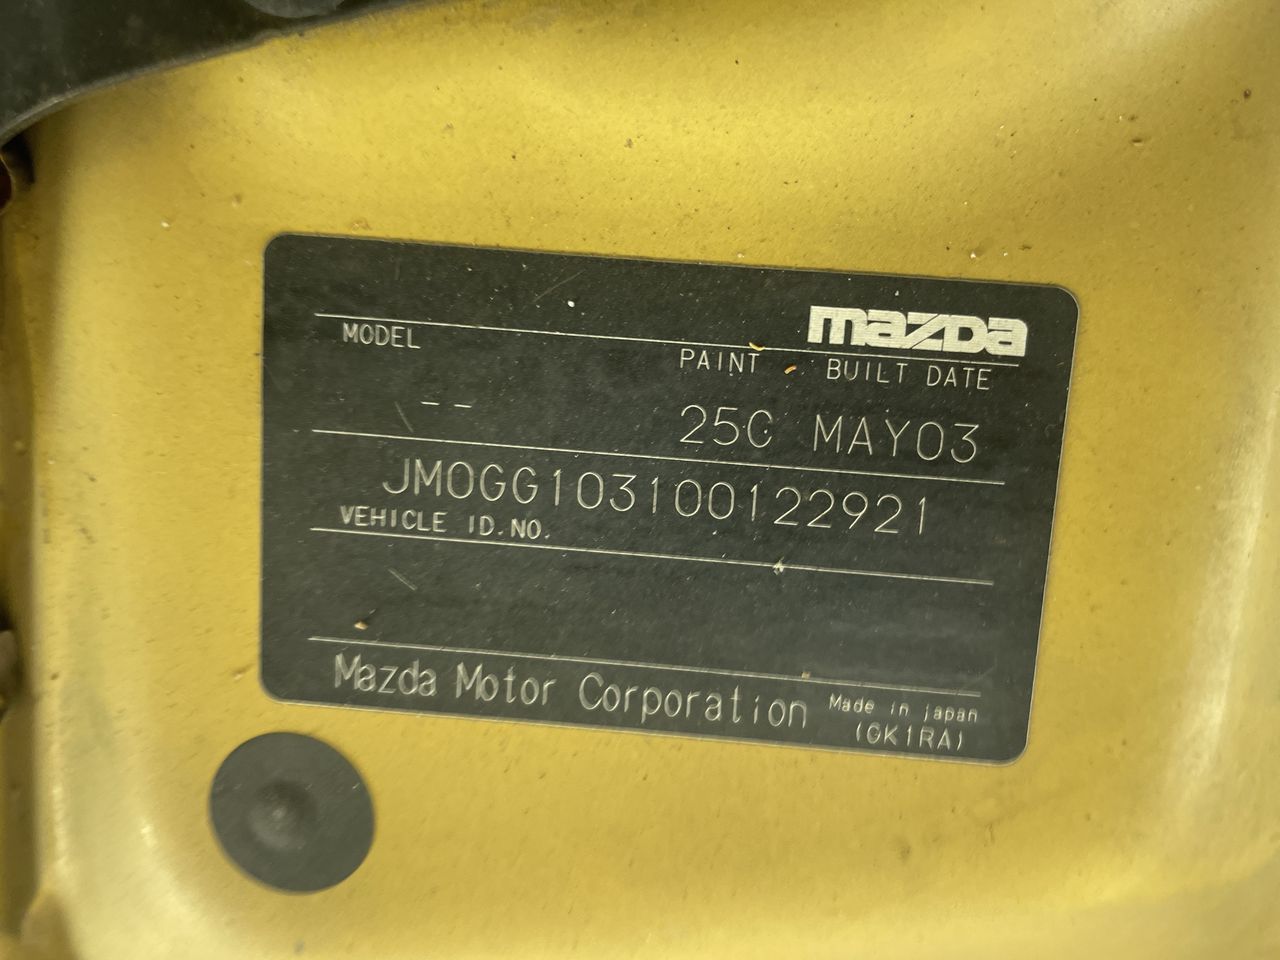 mazda
MODEL PAINT BUILT DATE
-- 25C MAY03
JM0GG103100122921
VEHICLE ID.NO.
Mazda Motor Corporation Made in japan
(GK1RA)